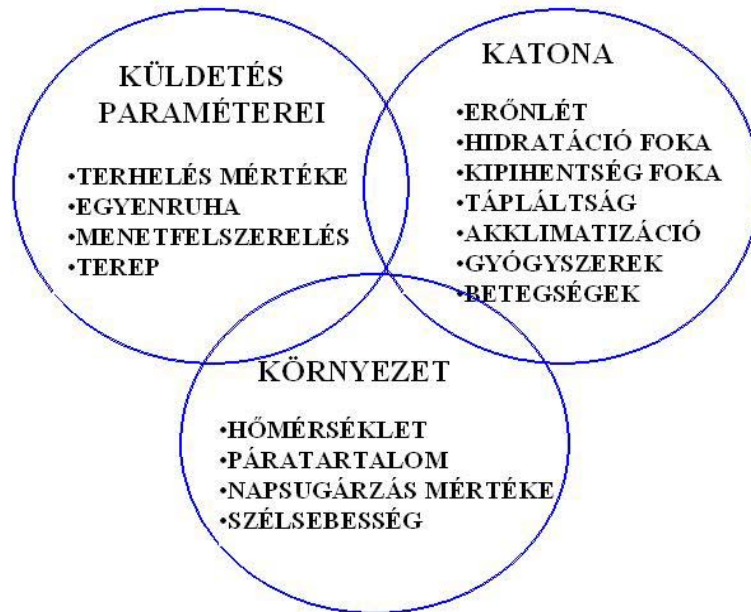 KÜLDETÉS
PARAMÉTEREI
•TERHELÉS MÉRTÉKE
•EGYENRUHA
•MENETFELSZERELÉS
•TEREP
KATONA
•ERŐNLÉT
•HIDRATÁCIÓ FOKA
•KIPIHENTSÉG FOKA
•TÁPLÁLTSÁG
•AKKLIMATIZÁCIÓ
•GYÓGYSZEREK
•BETEGSÉGEK
KÖRNYEZET
•HŐMÉRSÉKLET
•PÁRATARTALOM
•NAPSUGÁRZÁS MÉRTÉKE
•SZÉLSEBESSÉG